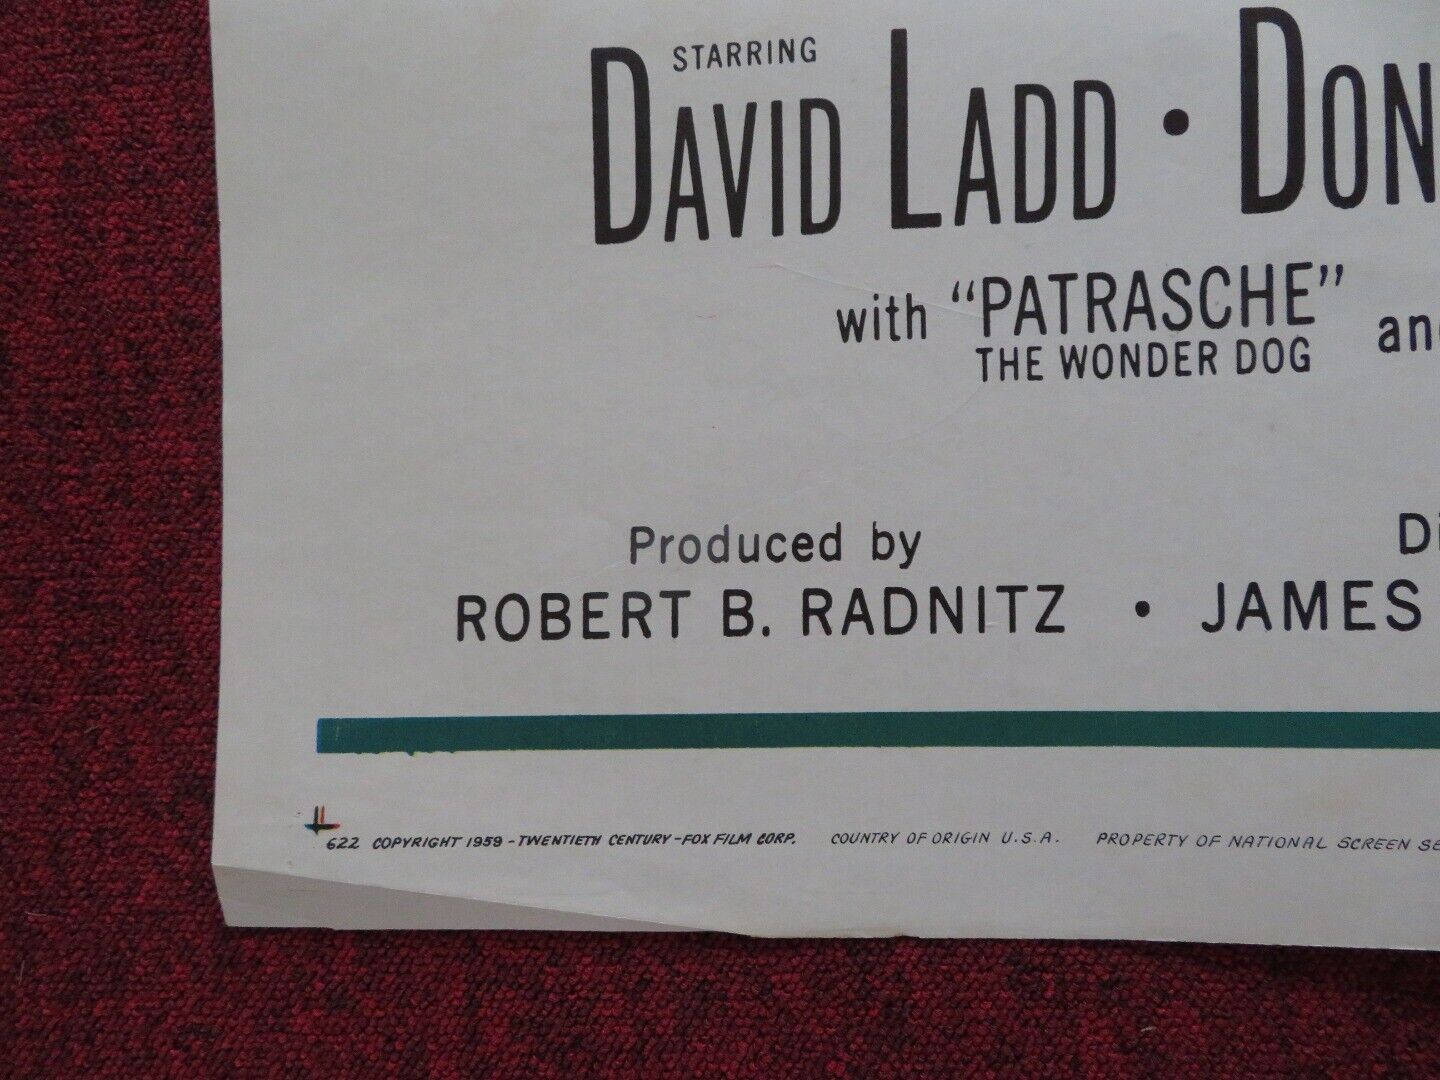 STARRING
DAVID LADD • DON
with "PATRASCHE" an
THE WONDER DOG
Produced by Di
ROBERT B. RADNITZ • JAMES
622 COPYRIGHT 1959 - TWENTIETH CENTURY - FOX FILM CORP. COUNTRY OF ORIGIN U.S.A. PROPERTY OF NATIONAL SCREEN SE